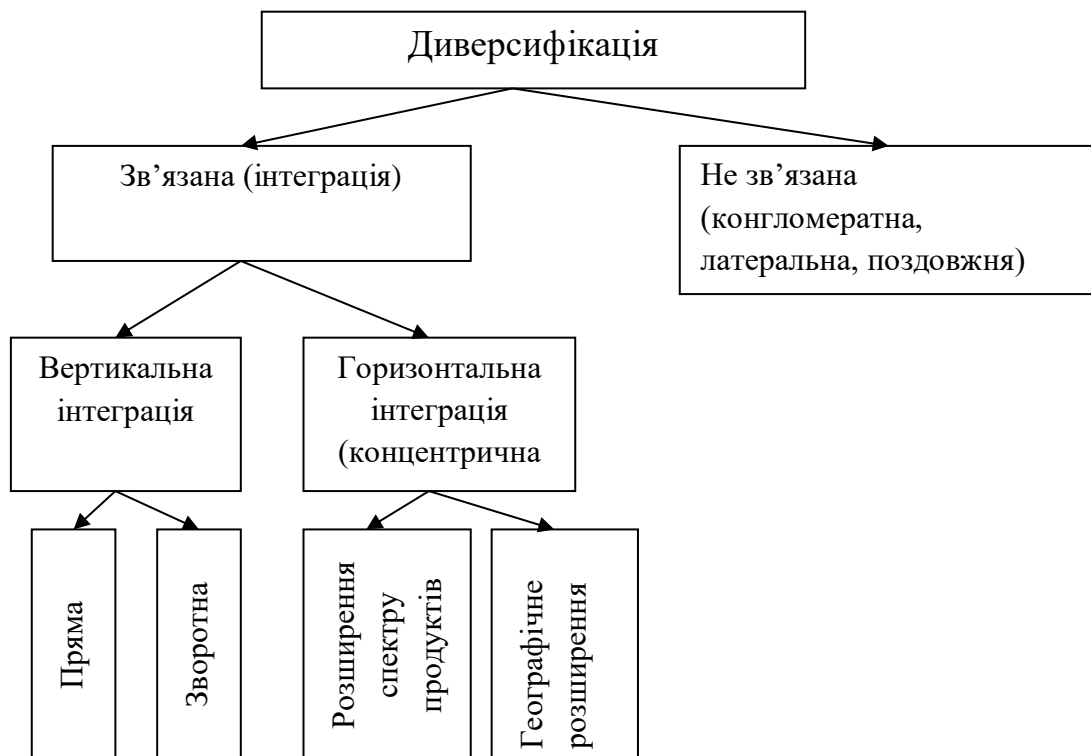 Диверсифікація
Зв’язана (інтеграція)
Не зв’язана
(конгломератна,
латеральна, поздовжня)
Вертикальна
інтеграція
Горизонтальна
інтеграція
(концентрична
Пряма
Зворотна
Розширення
спектру
продуктів
Географічне
розширення